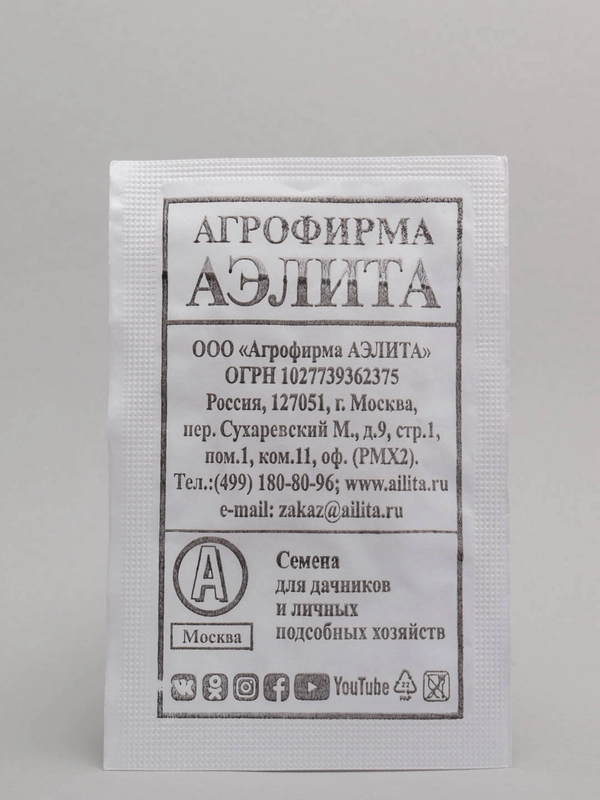 АГРОФИРМА
АЭЛИТА
ООО «Агрофирма АЭЛИТА»
ОГРН 1027739362375
Россия, 127051, г. Москва,
пер. Сухаревский М., д.9, стр.1,
пом.1, ком.11, оф. (РМХ2).
Тел.:(499) 180-80-96; www.ailita.ru
e-mail: zakaz@ailita.ru
А
Москва
Семена
для дачников
и личных
подсобных хозяйств
YouTube
22
PAP